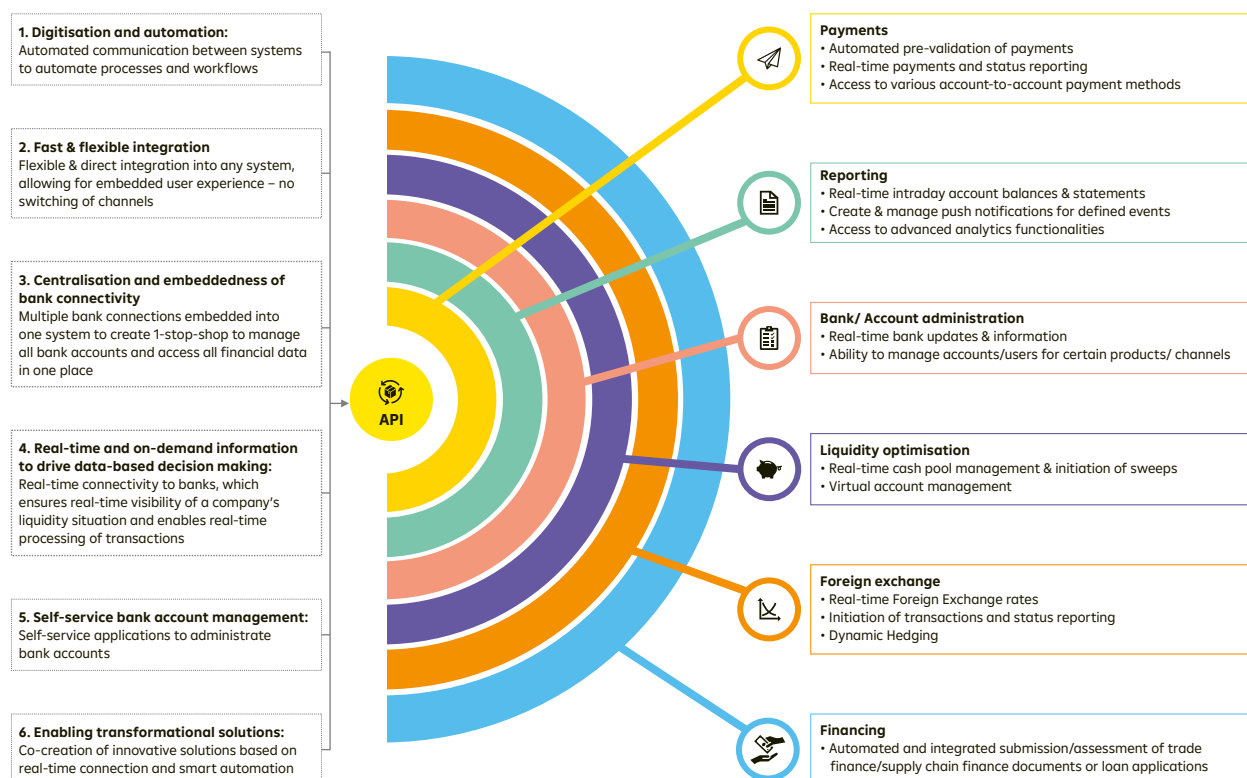 1. Digitisation and automation:
Automated communication between systems
to automate processes and workflows
2. Fast & flexible integration
Flexible & direct integration into any system,
allowing for embedded user experience – no
switching of channels
3. Centralisation and embeddedness of
bank connectivity
Multiple bank connections embedded into
one system to create 1-stop-shop to manage
all bank accounts and access all financial data
in one place
4. Real-time and on-demand information
to drive data-based decision making:
Real-time connectivity to banks, which
ensures real-time visibility of a company’s
liquidity situation and enables real-time
processing of transactions
5. Self-service bank account management:
Self-service applications to administrate
bank accounts
6. Enabling transformational solutions:
Co-creation of innovative solutions based on
real-time connection and smart automation
API
Payments
• Automated pre-validation of payments
• Real-time payments and status reporting
• Access to various account-to-account payment methods
Reporting
• Real-time intraday account balances & statements
• Create & manage push notifications for defined events
• Access to advanced analytics functionalities
Bank/ Account administration
• Real-time bank updates & information
• Ability to manage accounts/users for certain products/ channels
Liquidity optimisation
• Real-time cash pool management & initiation of sweeps
• Virtual account management
Foreign exchange
• Real-time Foreign Exchange rates
• Initiation of transactions and status reporting
• Dynamic Hedging
Financing
• Automated and integrated submission/assessment of trade
finance/supply chain finance documents or loan applications